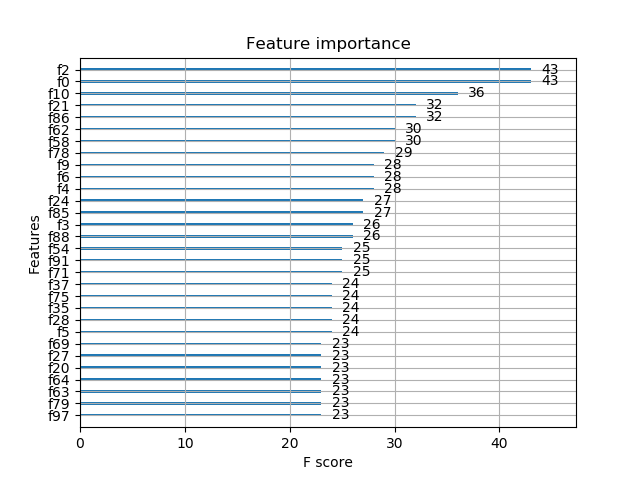 Feature importance
f2 43
f0 43
f10 36
f21 32
f86 32
f62 30
f58 30
f78 29
f9 28
f6 28
f4 28
f24 27
f85 27
f3 26
f88 26
f54 25
f91 25
f71 25
f37 24
f75 24
f35 24
f28 24
f5 24
f69 23
f27 23
f20 23
f64 23
f63 23
f79 23
f97 23
Features
0 10 20 30 40
F score